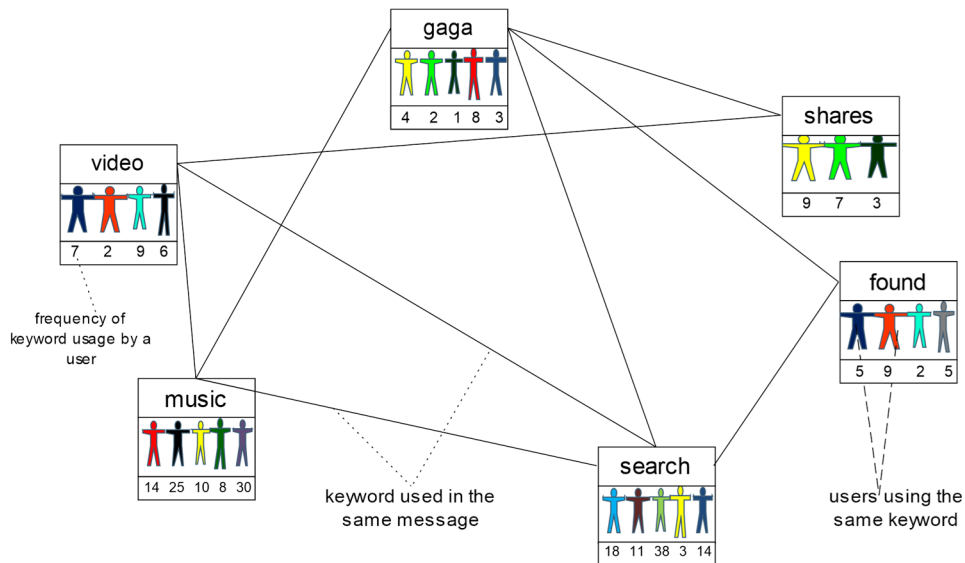 gaga
4 2 1 8 3
shares
9 7 3
video
7 2 9 6
found
5 9 2 5
frequency of
keyword usage by a
user
music
14 25 10 8 30
search
18 11 38 3 14
keyword used in the
same message
users using the
same keyword